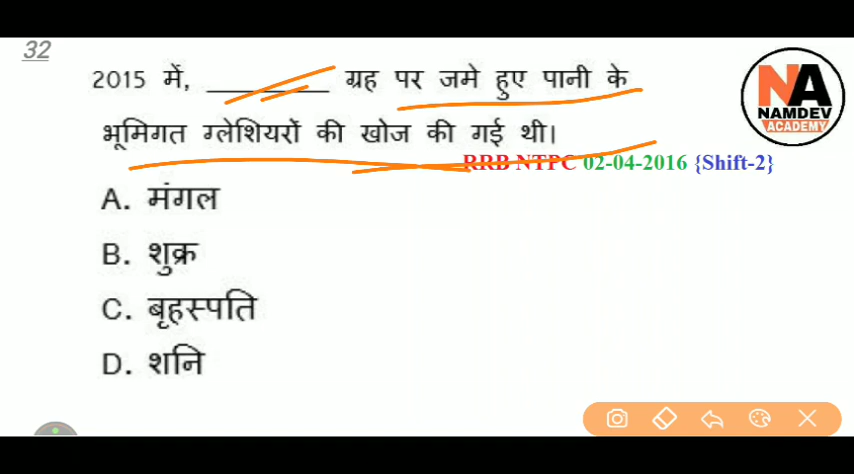 32
2015 में, ________ ग्रह पर जमे हुए पानी के
भूमिगत ग्लेशियरों की खोज की गई थी।
RRB NTPC 02-04-2016 {Shift-2}
A. मंगल
B. शुक्र
C. बृहस्पति
D. शनि
NA
NAMDEV
ACADEMY